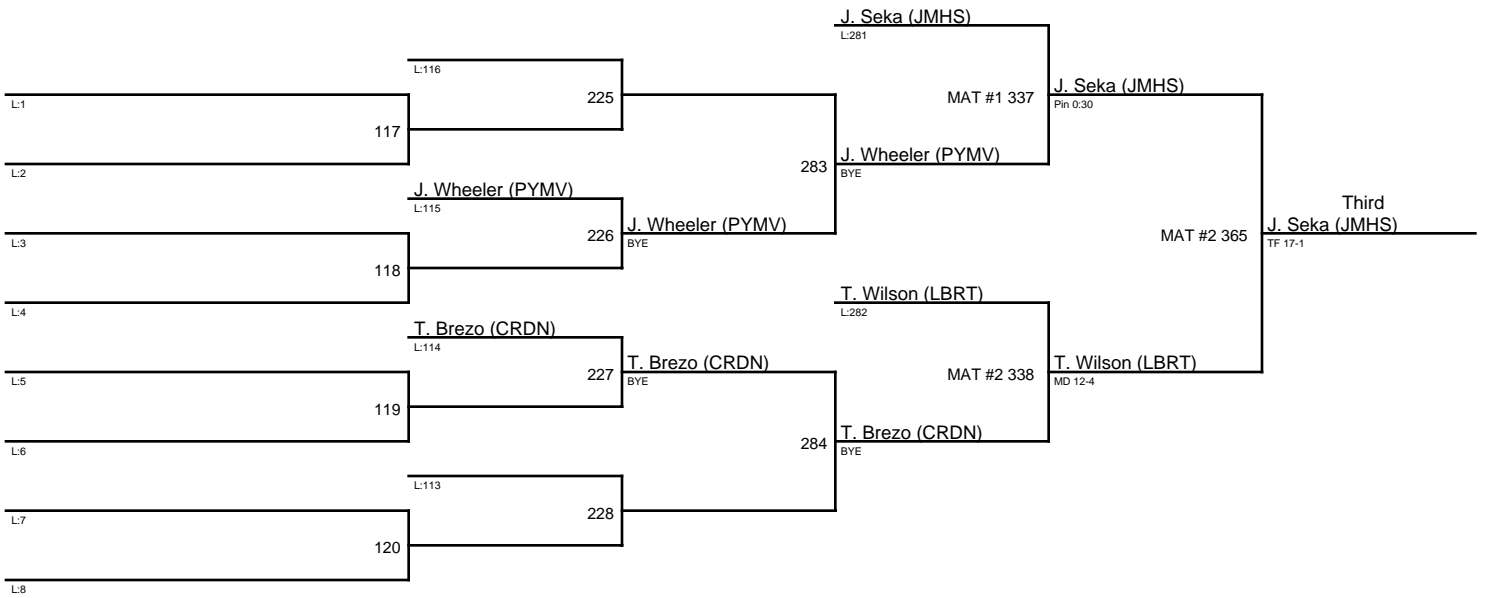 J. Seka (JMHS)
L:281
L:116
225
MAT #1 337
J. Seka (JMHS)
Pin 0:30
L:1
117
L:2
283
J. Wheeler (PYMV)
BYE
J. Wheeler (PYMV)
L:115
226
J. Wheeler (PYMV)
BYE
Third
J. Seka (JMHS)
TF 17-1
MAT #2 365
L:3
118
L:4
T. Wilson (LBRT)
L:282
T. Brezo (CRDN)
L:114
227
T. Brezo (CRDN)
BYE
MAT #2 338
T. Wilson (LBRT)
MD 12-4
L:5
119
L:6
284
T. Brezo (CRDN)
BYE
L:113
228
L:7
120
L:8